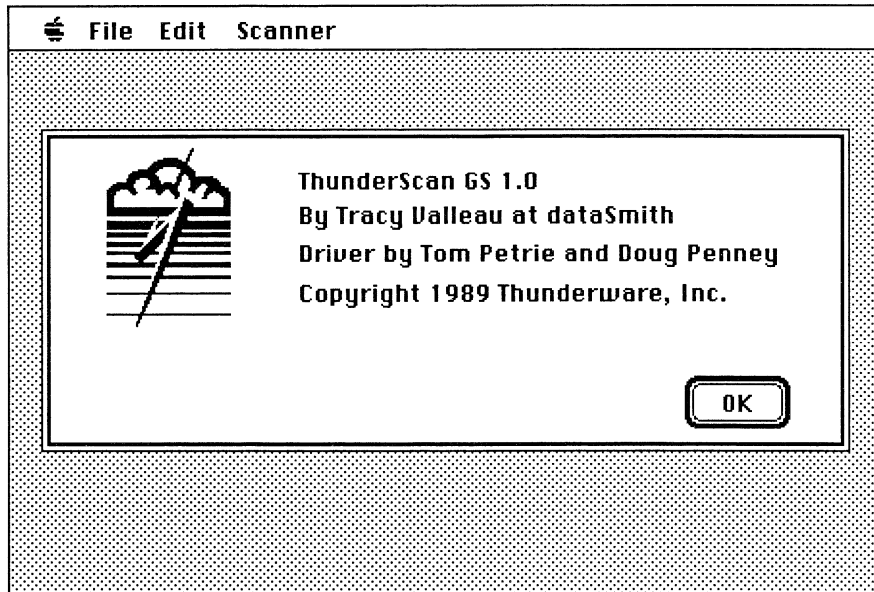 File Edit Scanner
ThunderScan GS 1.0
By Tracy Valleau at dataSmith
Driver by Tom Petrie and Doug Penney
Copyright 1989 Thunderware, Inc.
OK